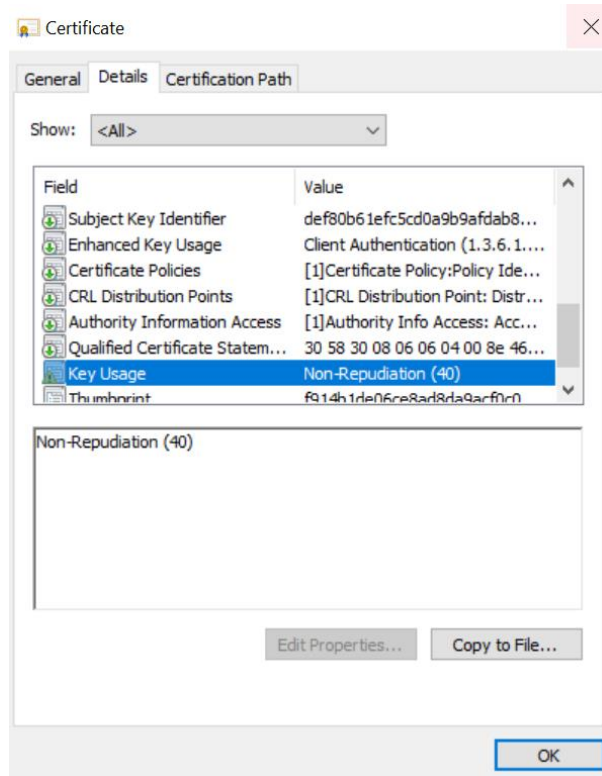 Certificate
General Details Certification Path
Show: <All>
Field Value
Subject Key Identifier def80b61efc5cd0a9b9afdab8...
Enhanced Key Usage Client Authentication (1.3.6.1....
Certificate Policies [1]Certificate Policy:Policy Ide...
CRL Distribution Points [1]CRL Distribution Point: Distr...
Authority Information Access [1]Authority Info Access: Acc...
Qualified Certificate Statem... 30 58 30 08 06 06 04 00 8e 46...
Key Usage Non-Repudiation (40)
Thumbprint f914b1de06ce8ad8da9acf0c0
Non-Repudiation (40)
Edit Properties... Copy to File...
OK